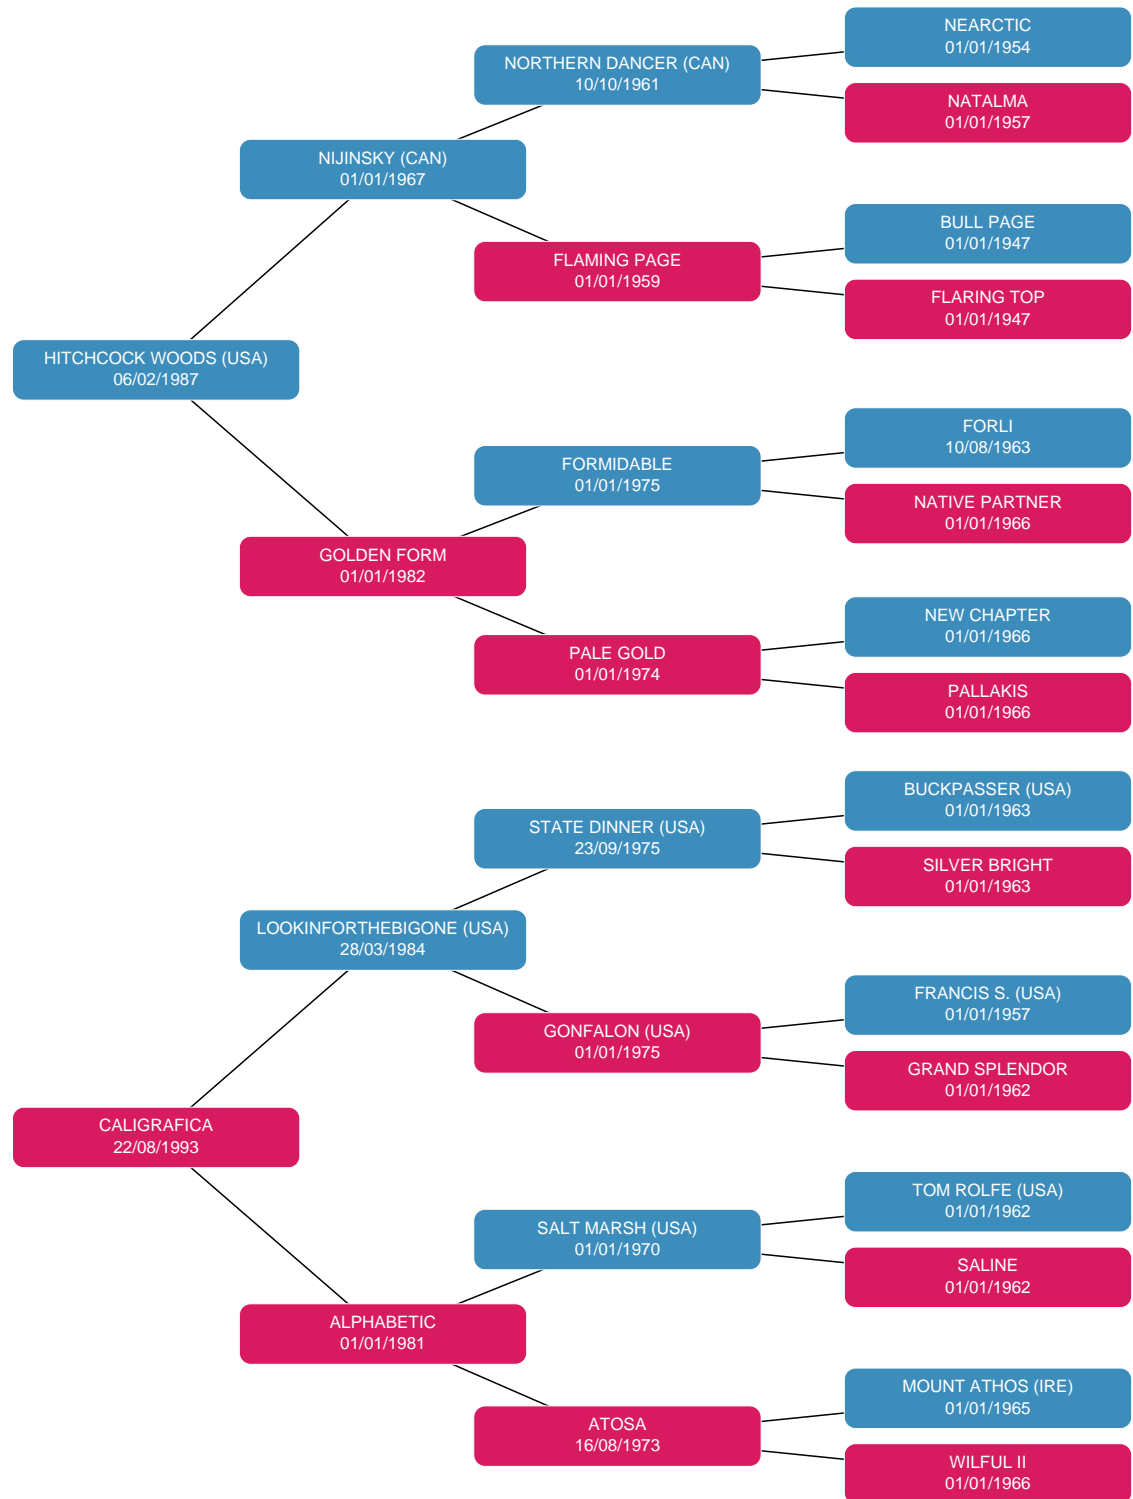 NEARCTIC
01/01/1954
NORTHERN DANCER (CAN)
10/10/1961
NATALMA
01/01/1957
NIJINSKY (CAN)
01/01/1967
BULL PAGE
01/01/1947
FLAMING PAGE
01/01/1959
FLARING TOP
01/01/1947
HITCHCOCK WOODS (USA)
06/02/1987
FORLI
10/08/1963
FORMIDABLE
01/01/1975
NATIVE PARTNER
01/01/1966
GOLDEN FORM
01/01/1982
NEW CHAPTER
01/01/1966
PALE GOLD
01/01/1974
PALLAKIS
01/01/1966
BUCKPASSER (USA)
01/01/1963
STATE DINNER (USA)
23/09/1975
SILVER BRIGHT
01/01/1963
LOOKINFORTHEBIGONE (USA)
28/03/1984
FRANCIS S. (USA)
01/01/1957
GONFALON (USA)
01/01/1975
GRAND SPLENDOR
01/01/1962
CALIGRAFICA
22/08/1993
TOM ROLFE (USA)
01/01/1962
SALT MARSH (USA)
01/01/1970
SALINE
01/01/1962
ALPHABETIC
01/01/1981
MOUNT ATHOS (IRE)
01/01/1965
ATOSA
16/08/1973
WILFUL II
01/01/1966